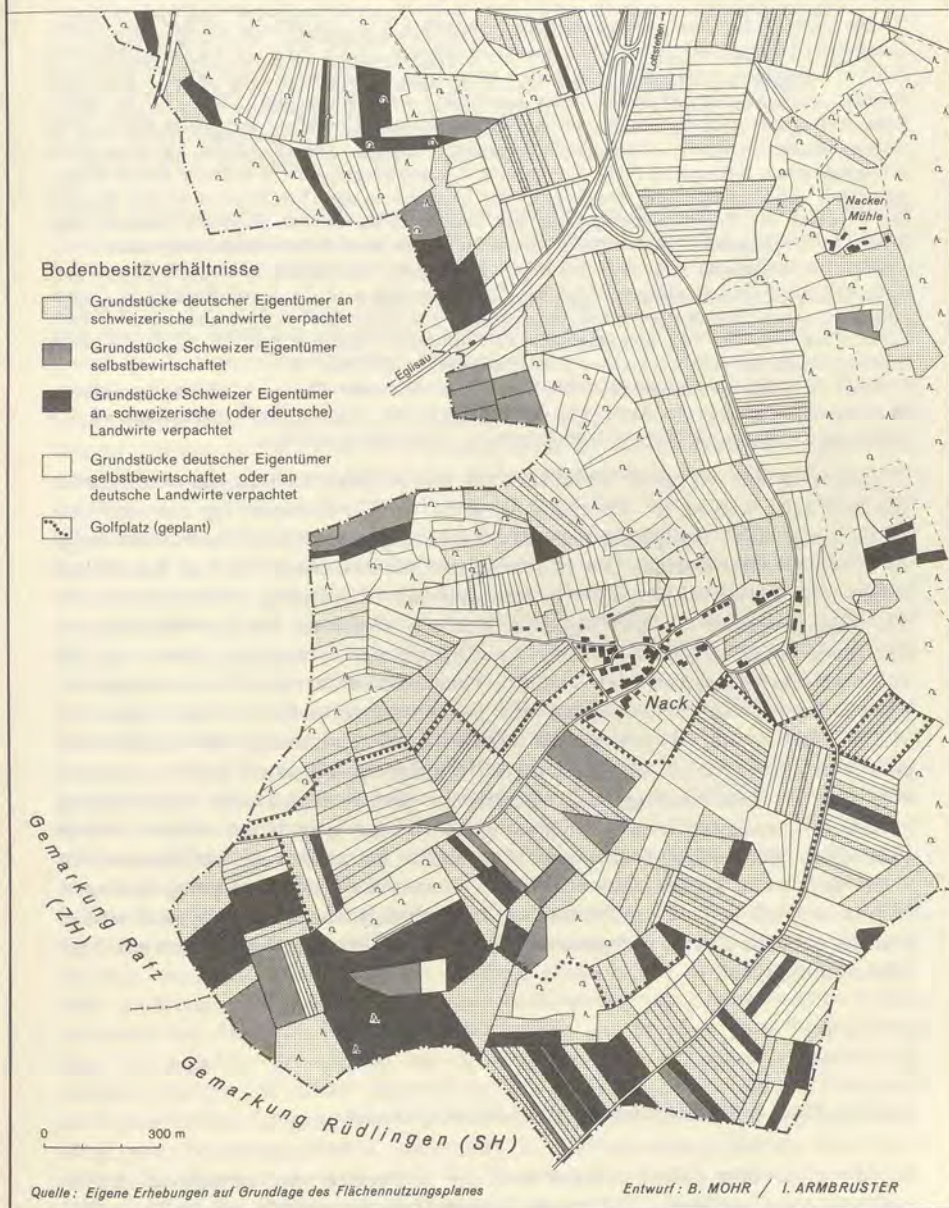 Lottstetten
Nacker
Mühle
Bodenbesitzverhältnisse
Grundstücke deutscher Eigentümer an
schweizerische Landwirte verpachtet
Grundstücke Schweizer Eigentümer
selbstbewirtschaftet
Grundstücke Schweizer Eigentümer
an schweizerische (oder deutsche)
Landwirte verpachtet
Grundstücke deutscher Eigentümer
selbstbewirtschaftet oder an
deutsche Landwirte verpachtet
Golfplatz (geplant)
← Eglisau
Nack
Gemarkung Rafz
(ZH)
Gemarkung Rüdlingen (SH)
0 300 m
Quelle: Eigene Erhebungen auf Grundlage des Flächennutzungsplanes
Entwurf: B. MOHR / I. ARMBRUSTER